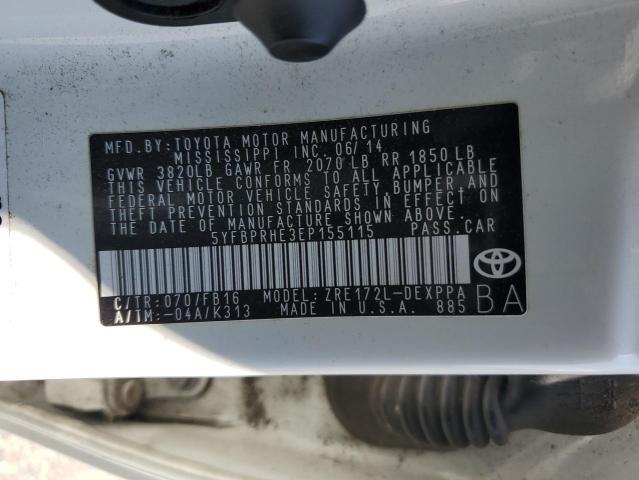 MFD. BY: TOYOTA MOTOR MANUFACTURING
MISSISSIPPI INC. 06/14
GVWR 3820LB GAWR FR. 2070 LB RR 1850 LB
THIS VEHICLE CONFORMS TO ALL APPLICABLE
FEDERAL MOTOR VEHICLE SAFETY, BUMPER, AND
THEFT PREVENTION STANDARDS IN EFFECT ON
THE DATE OF MANUFACTURE SHOWN ABOVE.
5YFBPRHE3EP155115 PASS. CAR
C/TR: 070/FB16 MODEL: ZRE172L-DEXPPA
A/TM: -04A/K313 MADE IN U.S.A. 885
BA